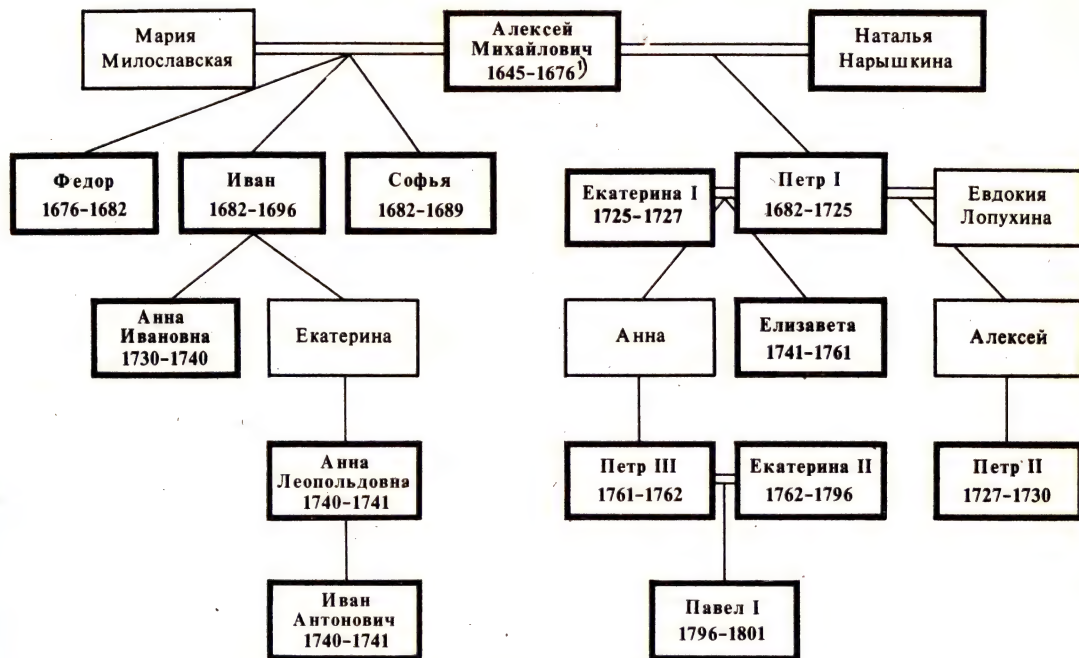 Мария
Милославская
Алексей
Михайлович
1645–1676¹⁾
Наталья
Нарышкина
Федор
1676–1682
Иван
1682–1696
Софья
1682–1689
Екатерина I
1725–1727
Петр I
1682–1725
Евдокия
Лопухина
Анна
Ивановна
1730–1740
Екатерина
Анна
Елизавета
1741–1761
Алексей
Анна
Леопольдовна
1740–1741
Петр III
1761–1762
Екатерина II
1762–1796
Петр II
1727–1730
Иван
Антонович
1740–1741
Павел I
1796–1801